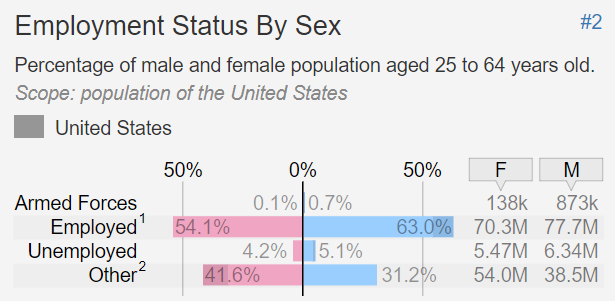 Employment Status By Sex #2
Percentage of male and female population aged 25 to 64 years old.
Scope: population of the United States
United States
50% 0% 50% F M
Armed Forces 0.1% 0.7% 138k 873k
Employed1 54.1% 63.0% 70.3M 77.7M
Unemployed 4.2% 5.1% 5.47M 6.34M
Other2 41.6% 31.2% 54.0M 38.5M